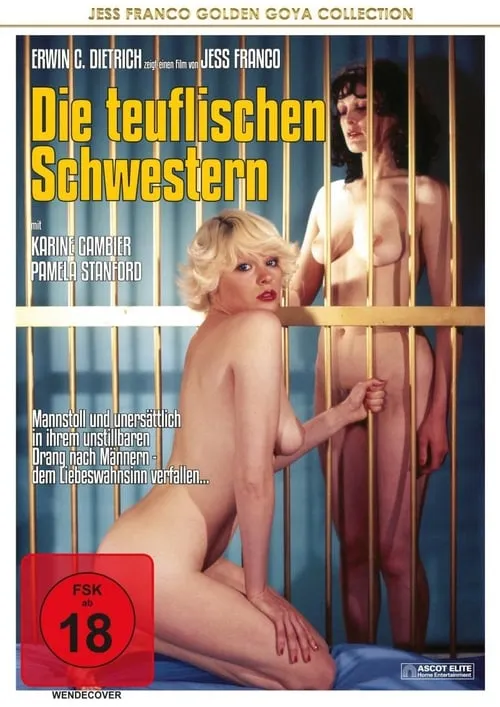 JESS FRANCO GOLDEN GOYA COLLECTION
ERWIN C. DIETRICH zeigt einen film von JESS FRANCO
Die teuflischen
Schwestern
mit
KARINE GAMBIER
PAMELA STANFORD
Mannstoll und unersättlich
in ihrem unstillbaren
Drang nach Männern -
dem Liebeswahnsinn verfallen...
FSK
ab
18
WENDECOVER
ASCOT ELITE
Home Entertainment